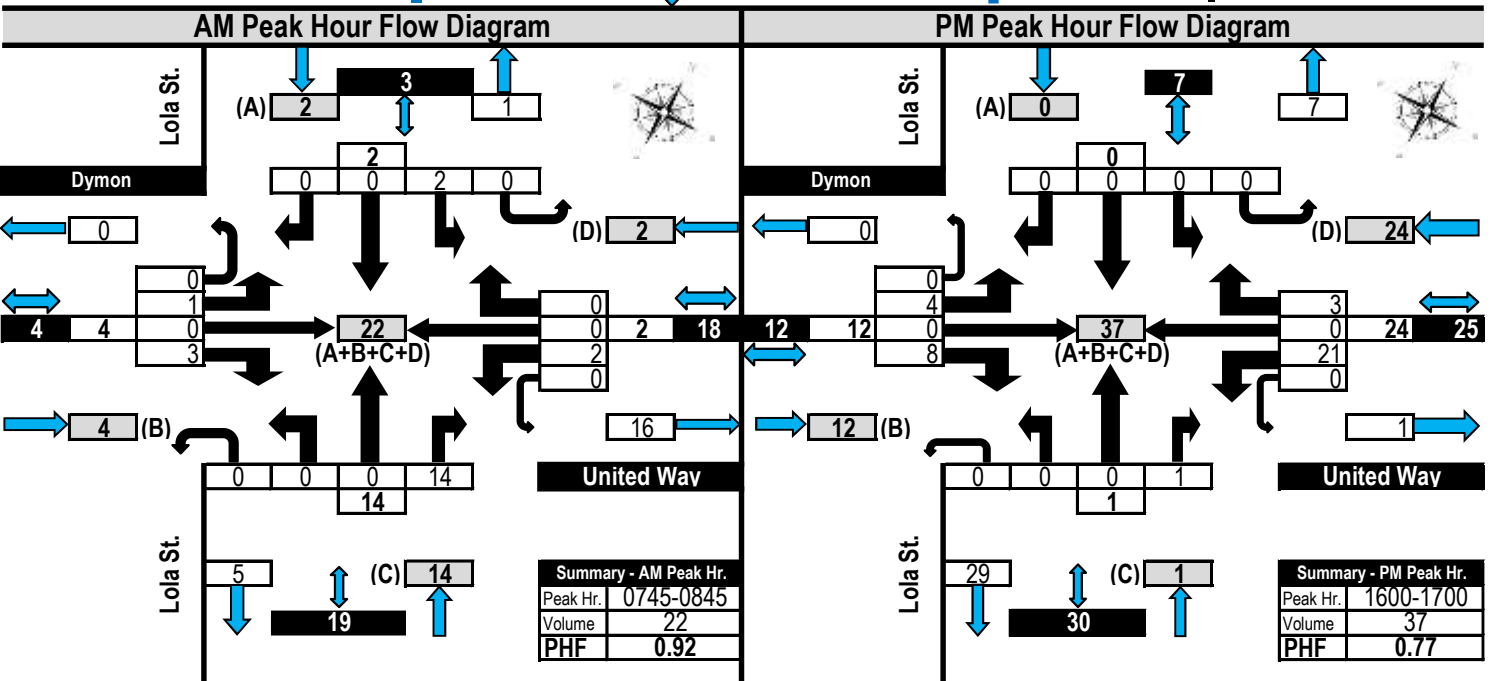 AM Peak Hour Flow Diagram
Lola St.
3
(A) 2
1
2
0 0 2 0
Dymon
0
(D) 2
0
1
0
3
4 4
22
(A+B+C+D)
0
0
2
0
2 18
(B)
4
16
0 0 0 14
14
United Way
Lola St.
5
(C) 14
19
Summary - AM Peak Hr.
Peak Hr. 0745-0845
Volume 22
PHF 0.92
PM Peak Hour Flow Diagram
Lola St.
7
(A) 0
7
0
0 0 0 0
Dymon
0
(D) 24
0
4
0
8
12 12
37
(A+B+C+D)
3
0
21
0
24 25
12 (B)
1
0 0 0 1
1
United Way
Lola St.
29
(C) 1
30
Summary - PM Peak Hr.
Peak Hr. 1600-1700
Volume 37
PHF 0.77